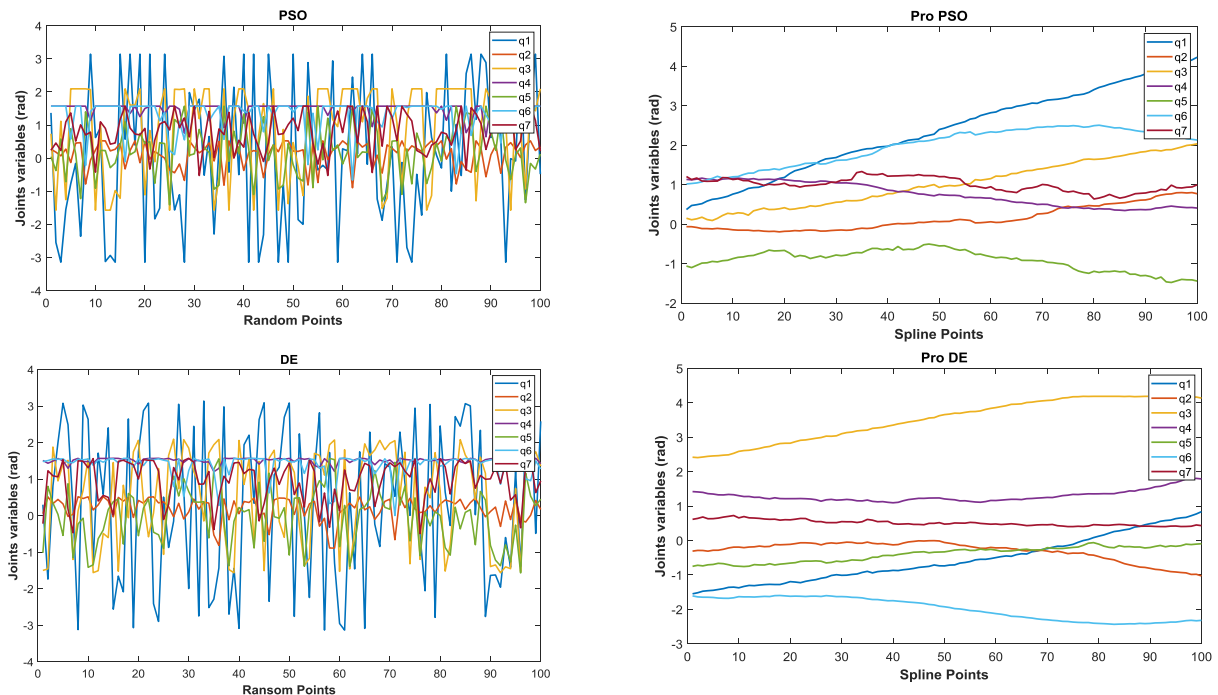 PSO
Joints variables (rad)
4
3
2
1
0
-1
-2
-3
-4
0 10 20 30 40 50 60 70 80 90 100
Random Points
q1
q2
q3
q4
q5
q6
q7
Pro PSO
Joints variables (rad)
5
4
3
2
1
0
-1
-2
0 10 20 30 40 50 60 70 80 90 100
Spline Points
q1
q2
q3
q4
q5
q6
q7
DE
Joints variables (rad)
4
3
2
1
0
-1
-2
-3
-4
0 10 20 30 40 50 60 70 80 90 100
Ransom Points
q1
q2
q3
q4
q5
q6
q7
Pro DE
Joints variables (rad)
5
4
3
2
1
0
-1
-2
-3
0 10 20 30 40 50 60 70 80 90 100
Spline Points
q1
q2
q3
q4
q5
q6
q7